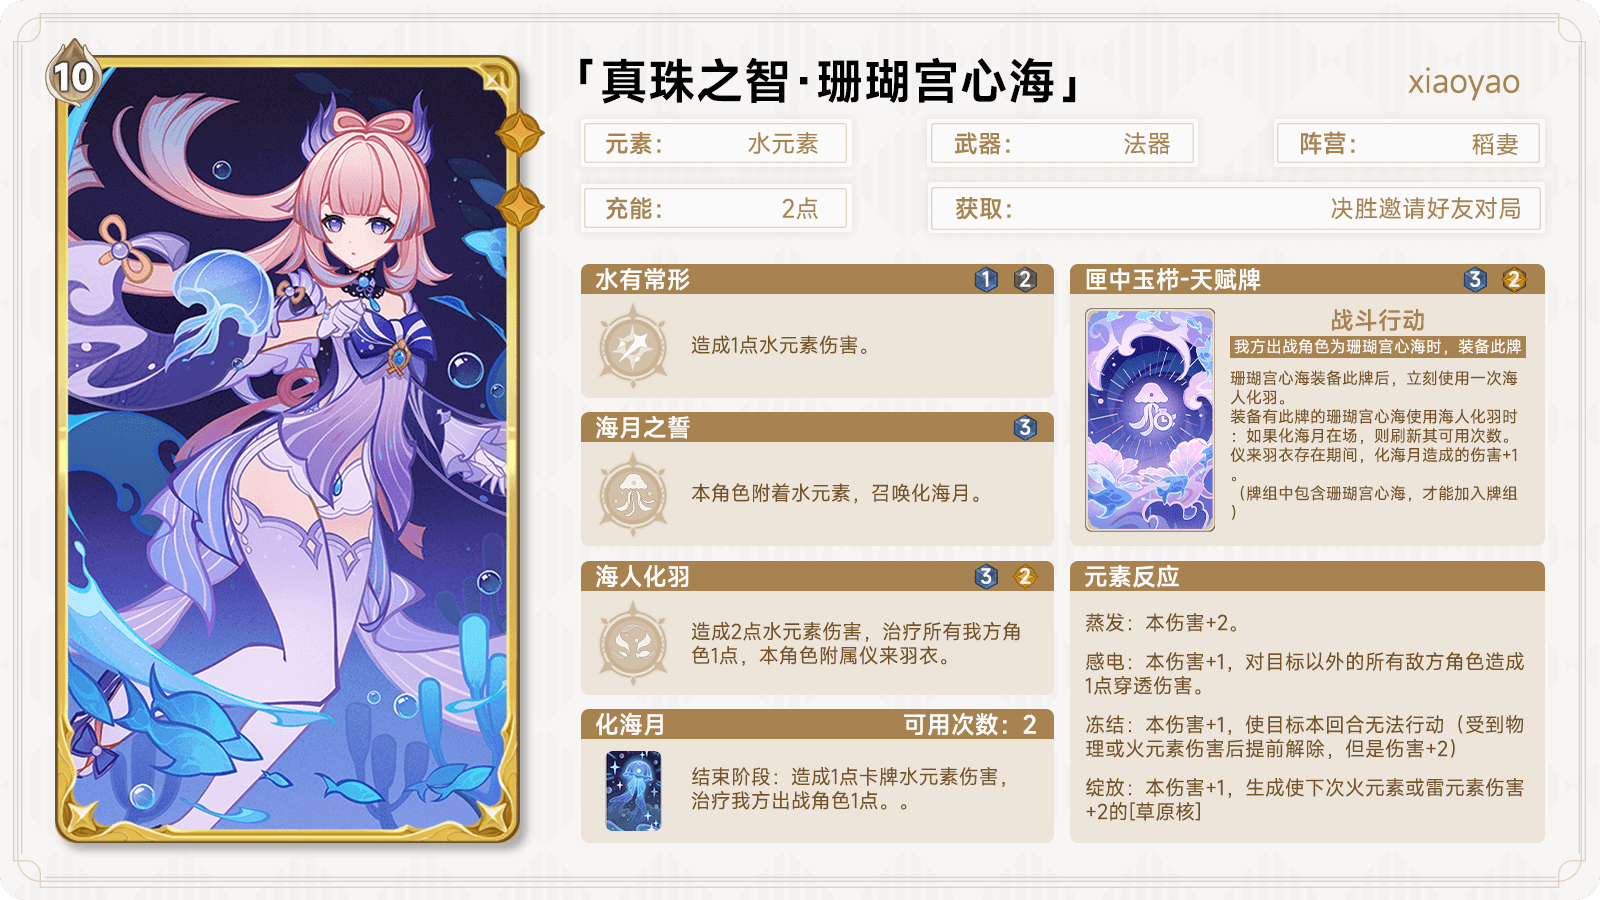 10
「真珠之智·珊瑚宫心海」
xiaoyao
元素： 水元素
武器： 法器
阵营： 稻妻
充能： 2点
获取： 决胜邀请好友对局
水有常形 1 2
造成1点水元素伤害。
海月之誓 3
本角色附着水元素，召唤化海月。
海人化羽 3 2
造成2点水元素伤害，治疗所有我方角
色1点，本角色附属仪来羽衣。
化海月 可用次数：2
结束阶段：造成1点卡牌水元素伤害，
治疗我方出战角色1点。。
匣中玉栉-天赋牌 3 2
战斗行动
我方出战角色为珊瑚宫心海时，装备此牌
珊瑚宫心海装备此牌后，立刻使用一次海
人化羽。
装备有此牌的珊瑚宫心海使用海人化羽时
：如果化海月在场，则刷新其可用次数。
仪来羽衣存在期间，化海月造成的伤害+1
。
（牌组中包含珊瑚宫心海，才能加入牌组
）
元素反应
蒸发：本伤害+2。
感电：本伤害+1，对目标以外的所有敌方角色造成
1点穿透伤害。
冻结：本伤害+1，使目标本回合无法行动（受到物
理或火元素伤害后提前解除，但是伤害+2）
绽放：本伤害+1，生成使下次火元素或雷元素伤害
+2的[草原核]